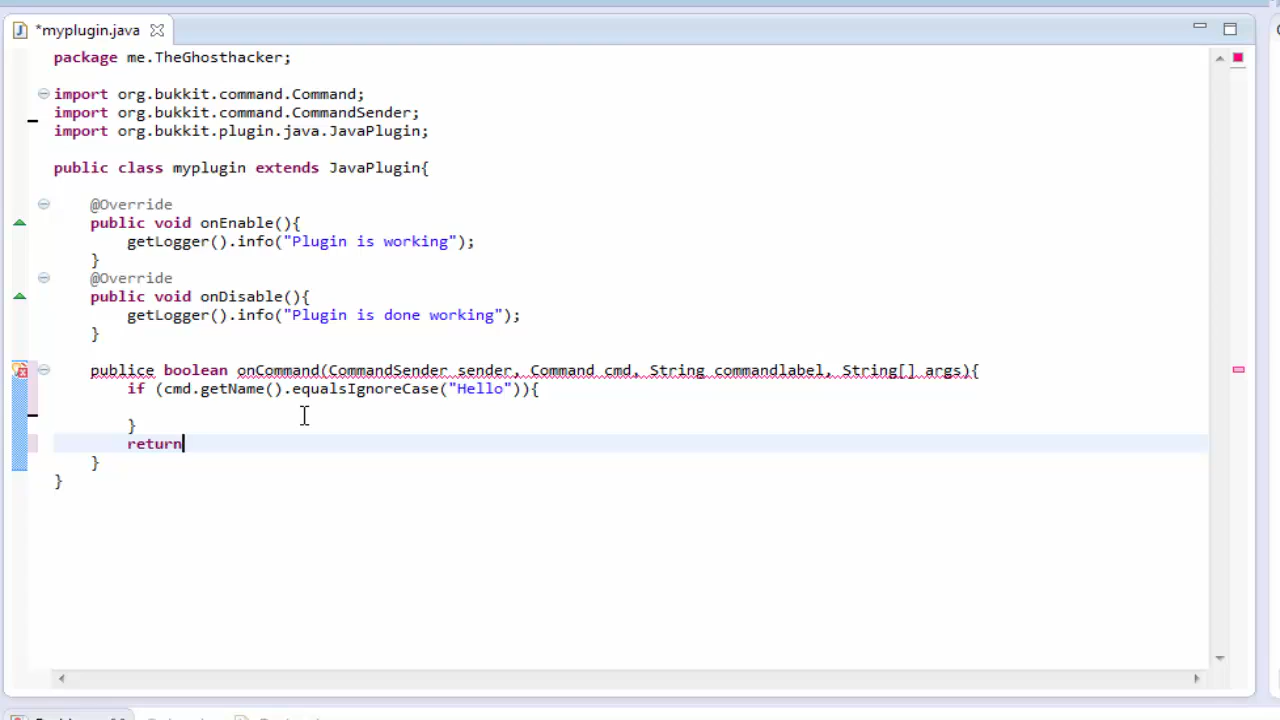 *myplugin.java
package me.TheGhosthacker;
import org.bukkit.command.Command;
import org.bukkit.command.CommandSender;
import org.bukkit.plugin.java.JavaPlugin;
public class myplugin extends JavaPlugin{
@Override
public void onEnable(){
getLogger().info("Plugin is working");
}
@Override
public void onDisable(){
getLogger().info("Plugin is done working");
}
publice boolean onCommand(CommandSender sender, Command cmd, String commandlabel, String[] args){
if (cmd.getName().equalsIgnoreCase("Hello")){
}
return
}
}